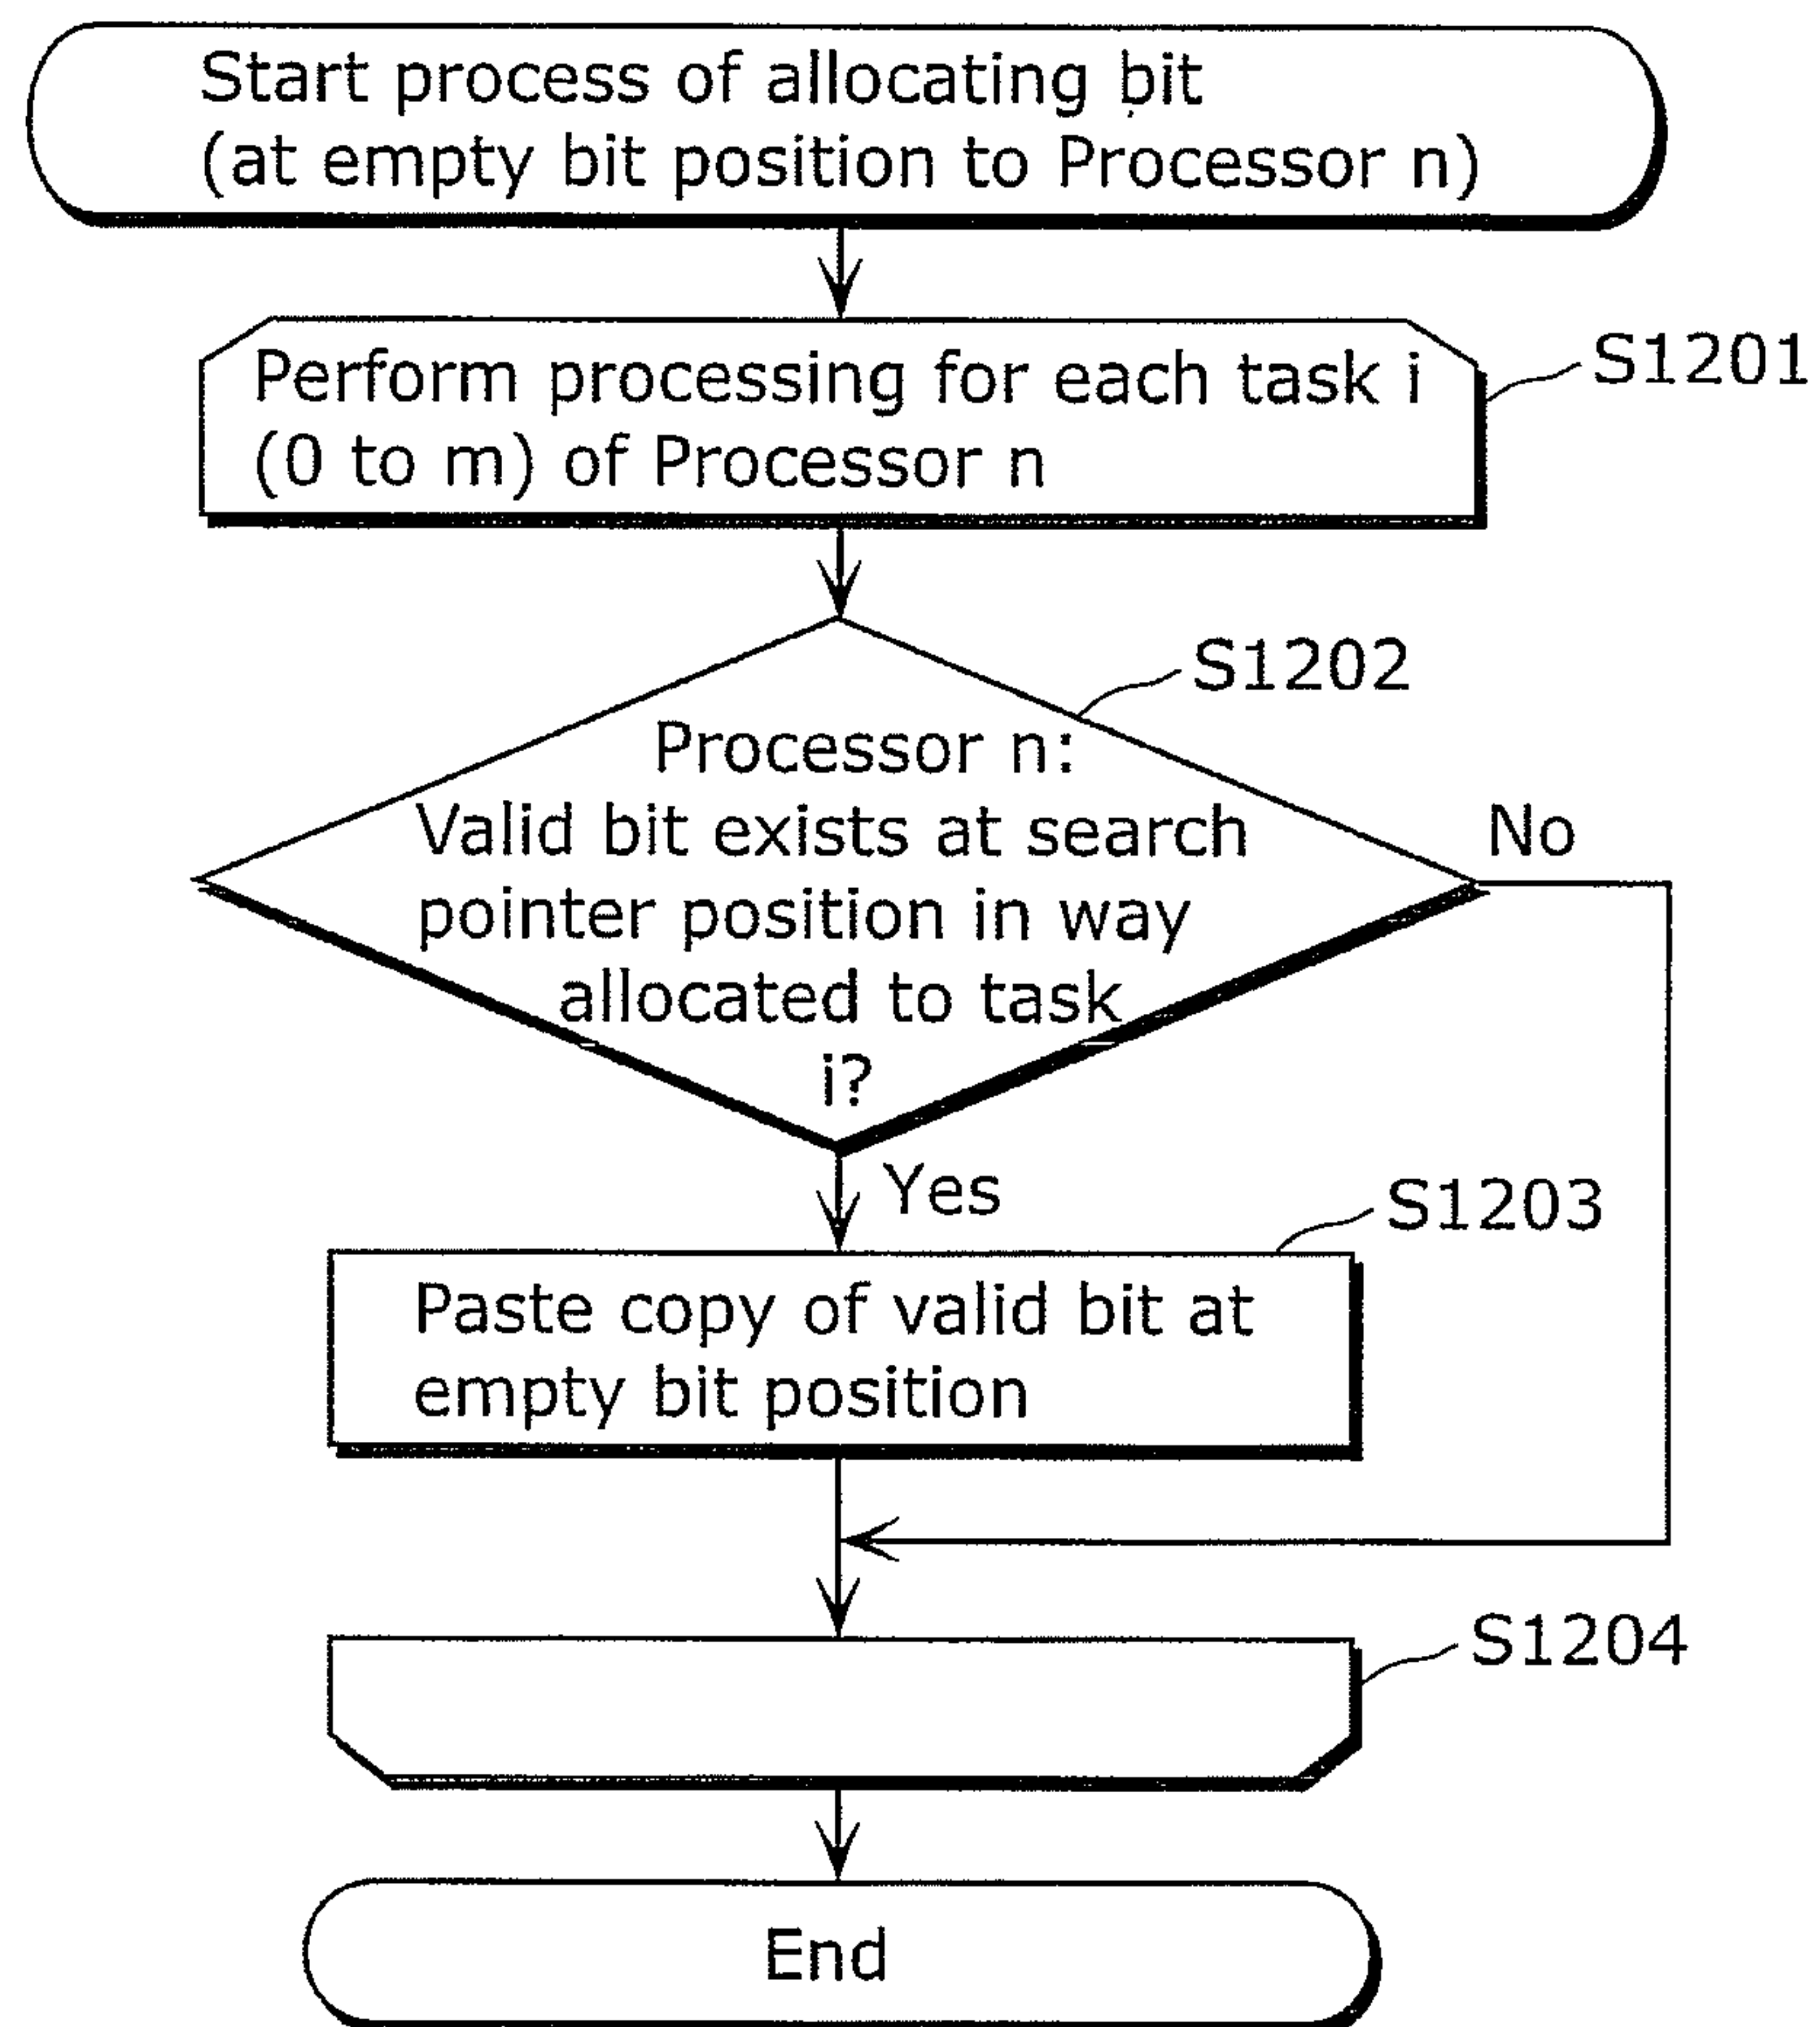 Start process of allocating bit
(at empty bit position to Processor n)
Perform processing for each task i
(0 to m) of Processor n
S1201
S1202
Processor n:
Valid bit exists at search
pointer position in way
allocated to task
i?
No
Yes
S1203
Paste copy of valid bit at
empty bit position
S1204
End